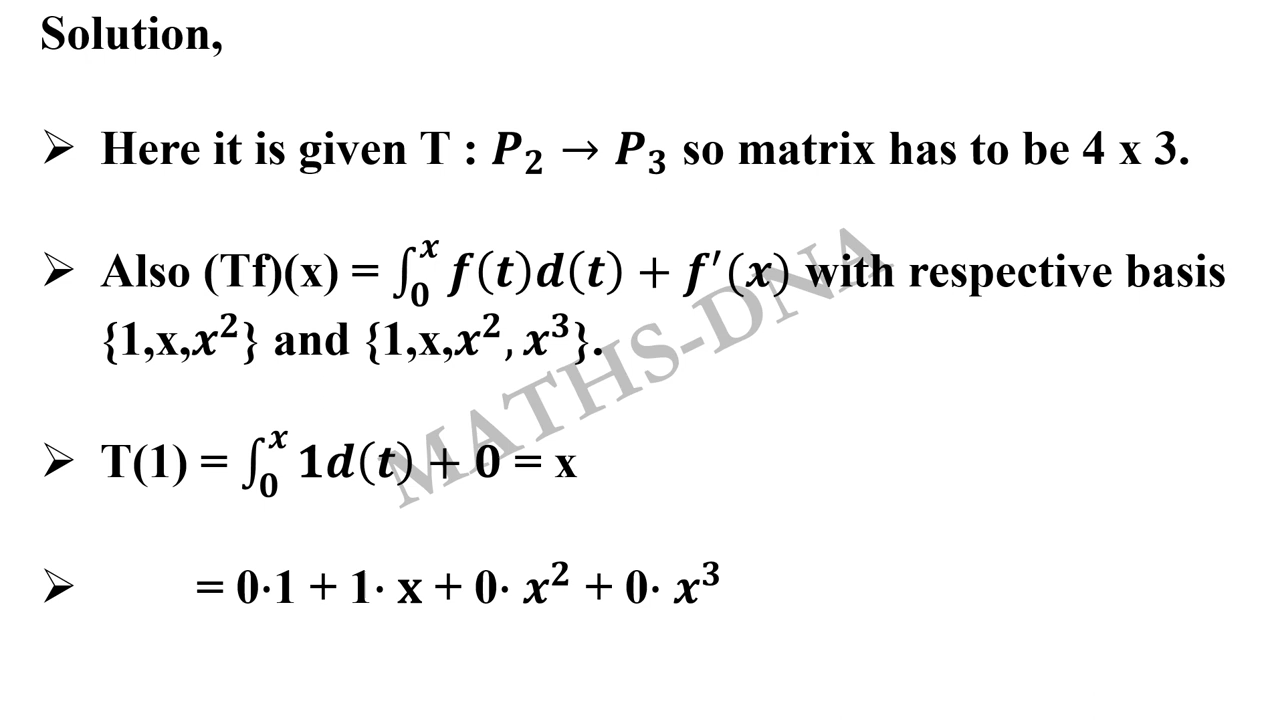 Solution,
➢ Here it is given T : 𝑷₂ → 𝑷₃ so matrix has to be 4 x 3.
➢ Also (Tf)(x) = ∫₀ˣ 𝒇(𝒕)𝒅(𝒕) + 𝒇′(𝒙) with respective basis
{1,x,𝒙²} and {1,x,𝒙², 𝒙³}.
➢ T(1) = ∫₀ˣ 𝟏𝒅(𝒕) + 𝟎 = x
➢ = 0·1 + 1· x + 0· 𝒙² + 0· 𝒙³
MATHS-DNA